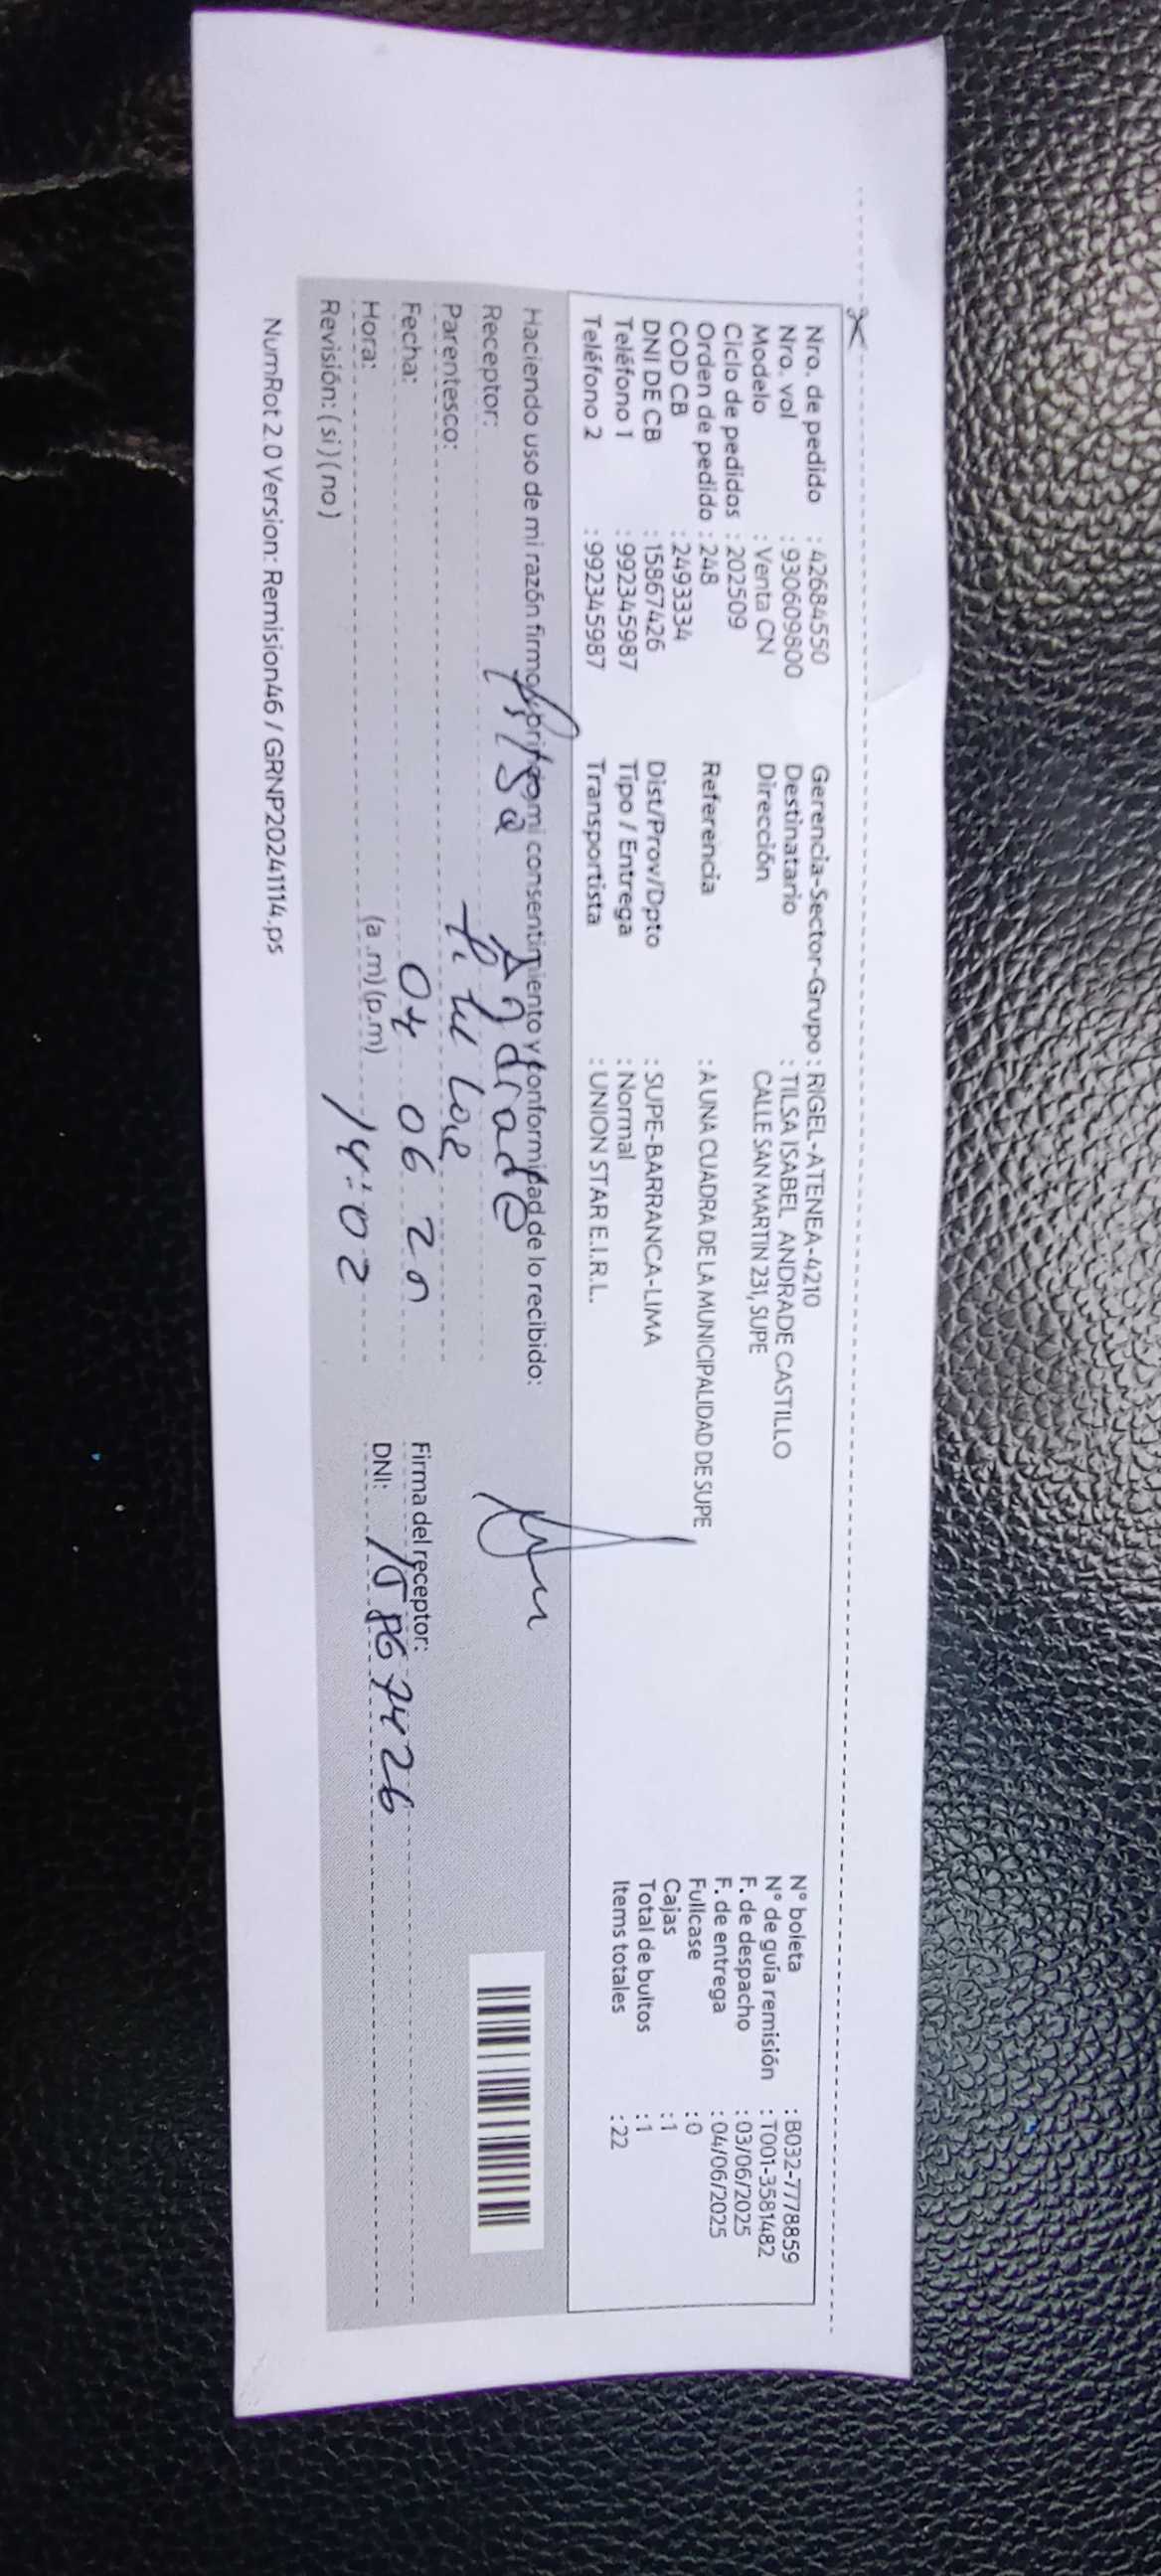 Nro. de pedido : 42684550
Nro. vol : 930609800
Modelo : Venta CN
Ciclo de pedidos : 202509
Orden de pedido : 248
COD CB : 2493334
DNI DE CB : 15867426
Teléfono 1 : 992345987
Teléfono 2 : 992345987
Gerencia-Sector-Grupo : RIGEL-ATENEA-4210
Destinatario : TILSA ISABEL ANDRADE CASTILLO
Dirección CALLE SAN MARTIN 231, SUPE
Referencia : A UNA CUADRA DE LA MUNICIPALIDAD DE SUPE
Dist/Prov/Dpto : SUPE-BARRANCA-LIMA
Tipo / Entrega : Normal
Transportista : UNION STAR E.I.R.L.
N° boleta : B032-7778859
N° de guía remisión : T001-3581482
F. de despacho : 03/06/2025
F. de entrega : 04/06/2025
Fullcase : 0
Cajas : 1
Total de bultos : 1
Items totales : 22
Haciendo uso de mi razón firmo y brindo mi consentimiento y conformidad de lo recibido:
Receptor: Tilsa Andrade
Parentesco:
Fecha: 04 06 25
Hora: (a.m) (p.m) 14:02
Revisión: (si) (no)
Firma del receptor:
DNI: 15867426
NumRot 2.0 Version: Remision46 / GRNP20241114.ps